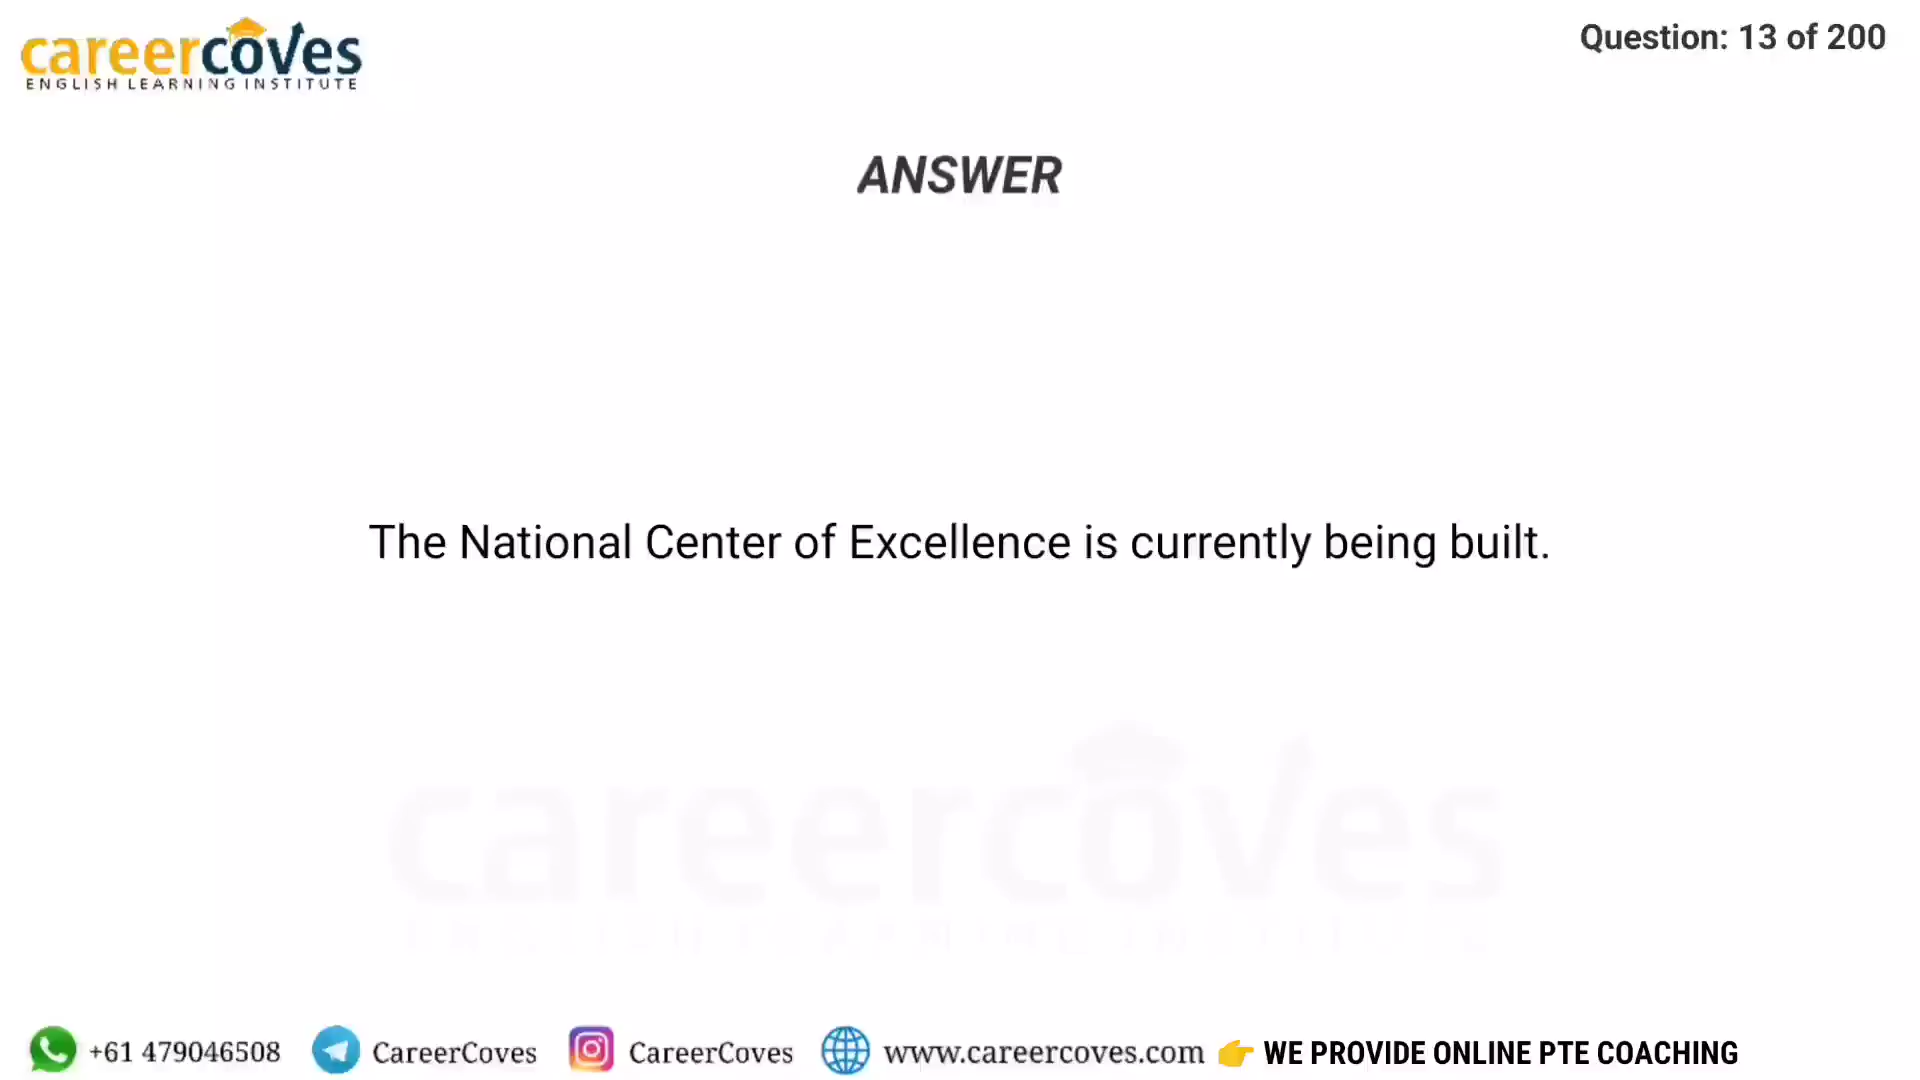 careercoves
ENGLISH LEARNING INSTITUTE
Question: 13 of 200
ANSWER
The National Center of Excellence is currently being built.
careercoves
+61 479046508 CareerCoves CareerCoves www.careercoves.com 👉 WE PROVIDE ONLINE PTE COACHING